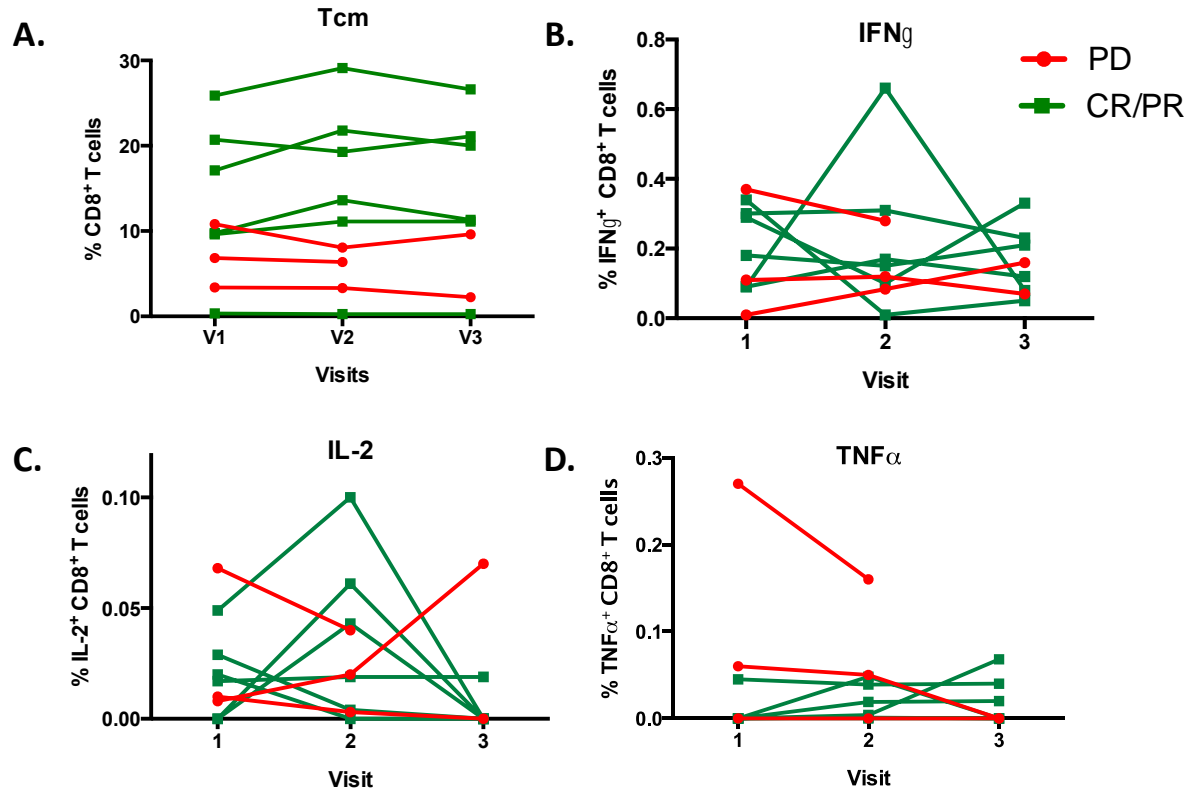 A.
Tcm
% CD8⁺ T cells
30
20
10
0
V1 V2 V3
Visits
B.
IFNg
% IFNg⁺ CD8⁺ T cells
0.8
0.6
0.4
0.2
0.0
1 2 3
Visit
PD
CR/PR
C.
IL-2
% IL-2⁺ CD8⁺ T cells
0.10
0.05
0.00
1 2 3
Visit
D.
TNFα
% TNFα⁺ CD8⁺ T cells
0.3
0.2
0.1
0.0
1 2 3
Visit